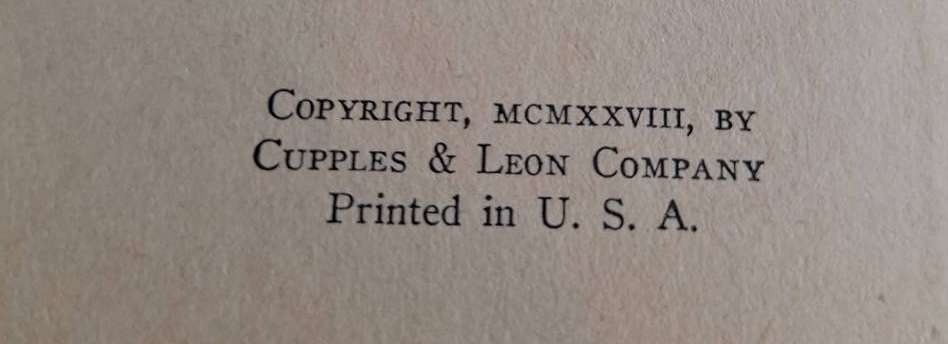 Copyright, MCMXXVIII, by
Cupples & Leon Company
Printed in U. S. A.